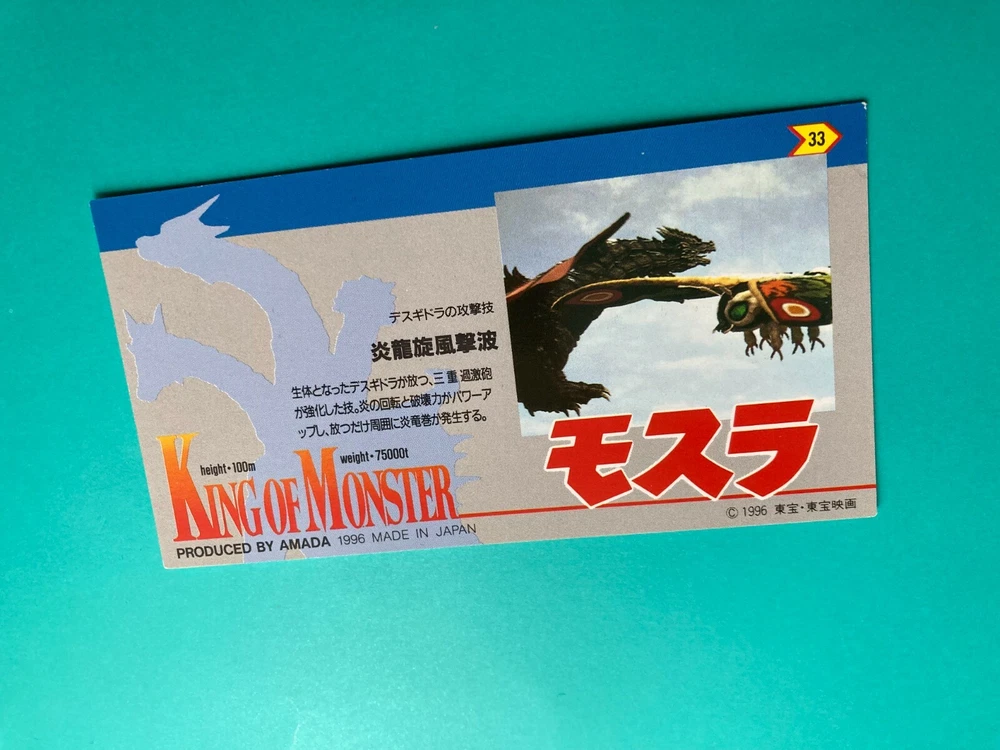 33
デスギドラの攻撃技
炎龍旋風撃波
生体となったデスギドラが放つ、三重過激砲
が強化した技。炎の回転と破壊力がパワーア
ップし、放つだけ周囲に炎竜巻が発生する。
height・100m
weight・75000t
KING OF MONSTER
PRODUCED BY AMADA 1996 MADE IN JAPAN
モスラ
© 1996 東宝・東宝映画